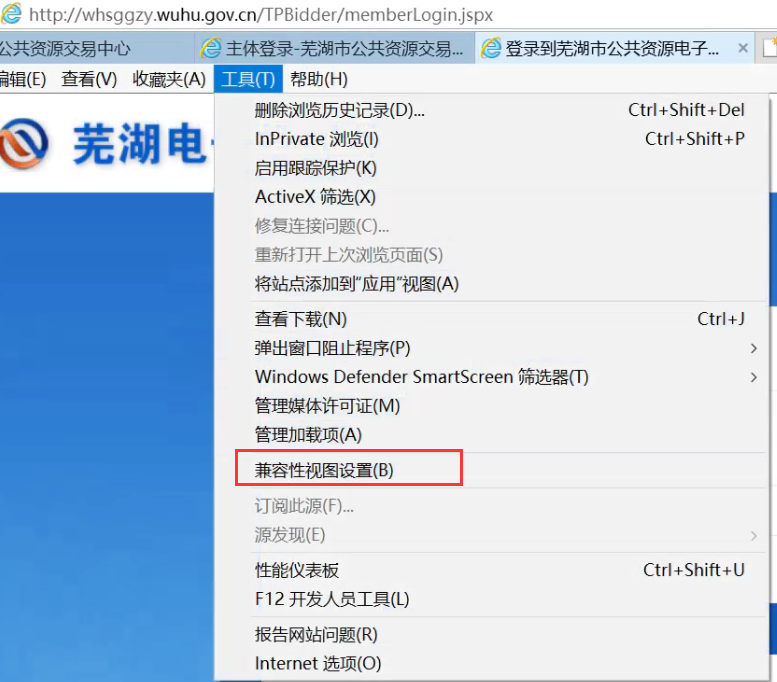 http://whsggzy.wuhu.gov.cn/TPBidder/memberLogin.jspx
公共资源交易中心 主体登录-芜湖市公共资源交易... 登录到芜湖市公共资源电子...
编辑(E) 查看(V) 收藏夹(A) 工具(T) 帮助(H)
芜湖电
删除浏览历史记录(D)... Ctrl+Shift+Del
InPrivate 浏览(I) Ctrl+Shift+P
启用跟踪保护(K)
ActiveX 筛选(X)
修复连接问题(C)...
重新打开上次浏览页面(S)
将站点添加到“应用”视图(A)
查看下载(N) Ctrl+J
弹出窗口阻止程序(P)
Windows Defender SmartScreen 筛选器(T)
管理媒体许可证(M)
管理加载项(A)
兼容性视图设置(B)
订阅此源(F)...
源发现(E)
性能仪表板 Ctrl+Shift+U
F12 开发人员工具(L)
报告网站问题(R)
Internet 选项(O)